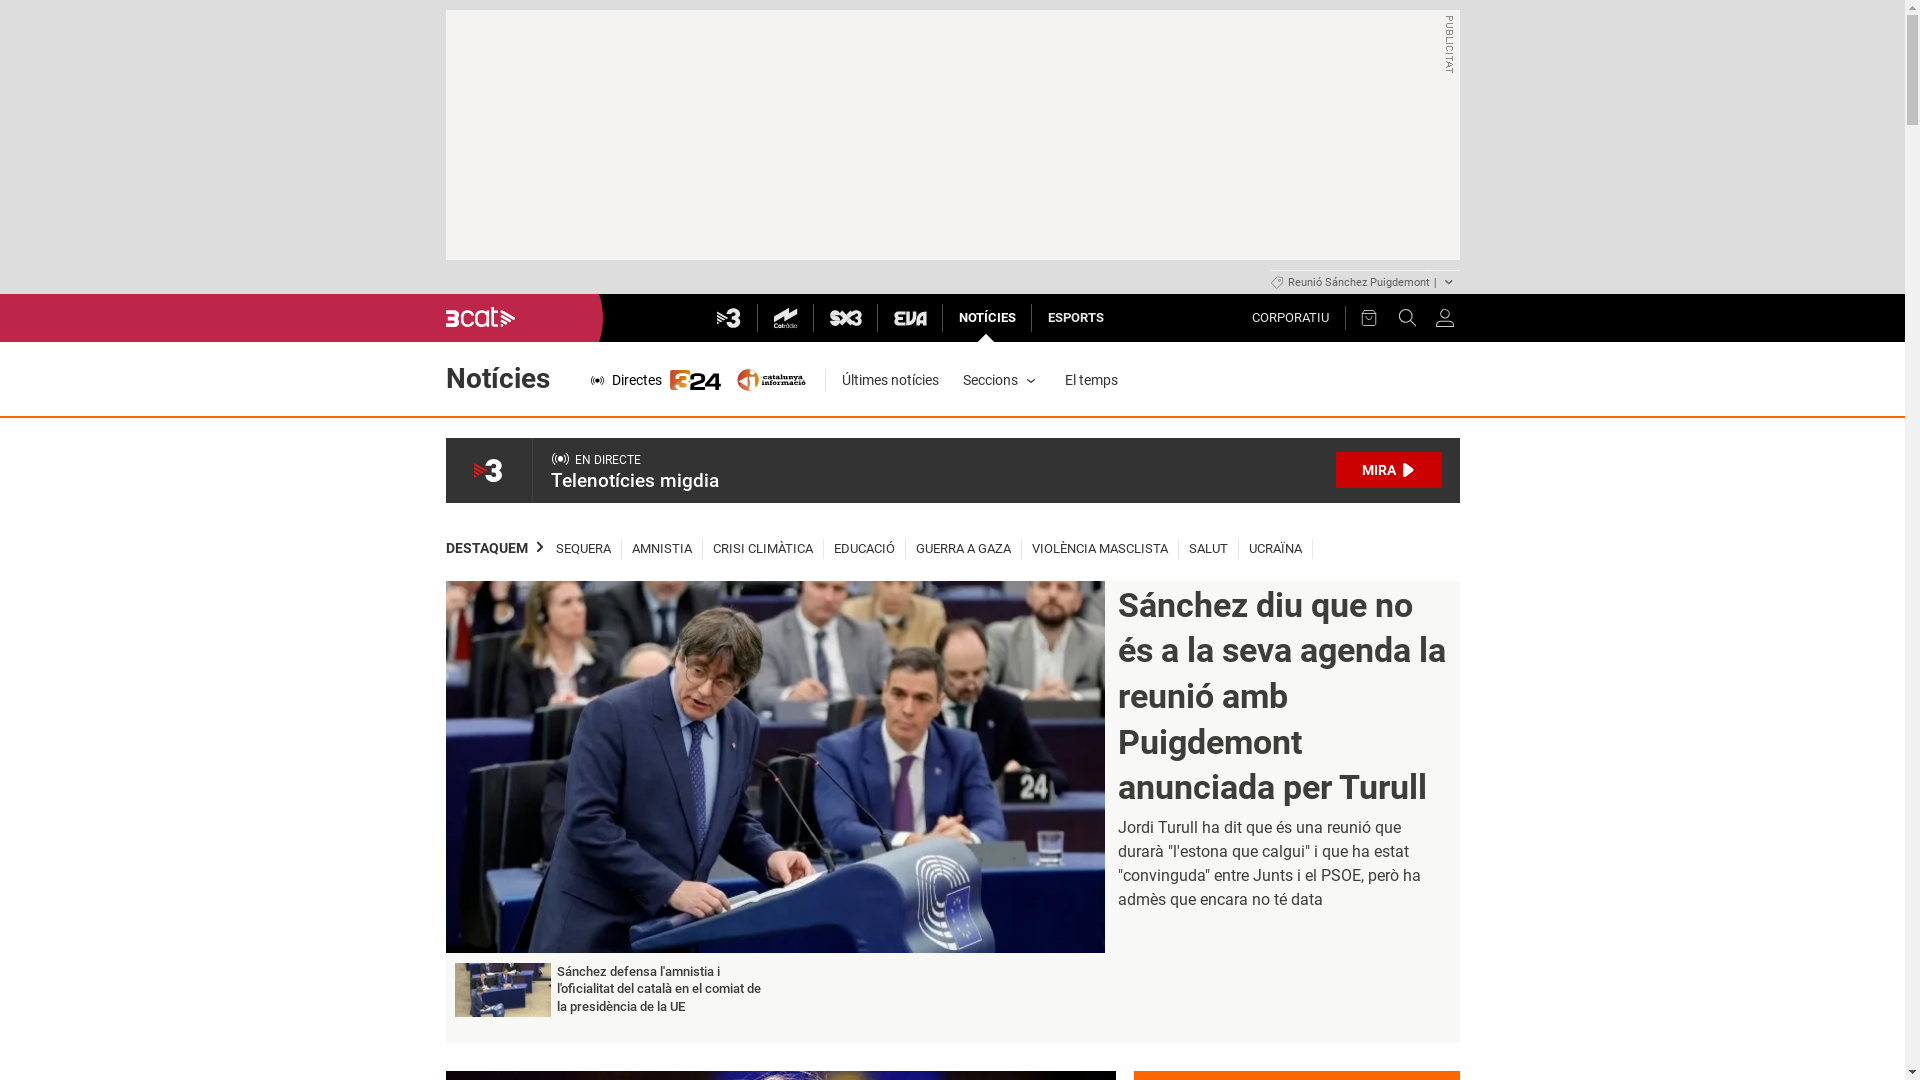 PUBLICITAT
Reunió Sánchez Puigdemont |
3cat
3
Catràdio
SX3
EVA
NOTÍCIES
ESPORTS
CORPORATIU
Notícies
Directes
324
catalunya
informació
Últimes notícies
Seccions
El temps
3
EN DIRECTE
Telenotícies migdia
MIRA
DESTAQUEM
SEQUERA
AMNISTIA
CRISI CLIMÀTICA
EDUCACIÓ
GUERRA A GAZA
VIOLÈNCIA MASCLISTA
SALUT
UCRAÏNA
24
Sánchez diu que no
és a la seva agenda la
reunió amb
Puigdemont
anunciada per Turull
Jordi Turull ha dit que és una reunió que
durarà "l'estona que calgui" i que ha estat
"convinguda" entre Junts i el PSOE, però ha
admès que encara no té data
Sánchez defensa l'amnistia i
l'oficialitat del català en el comiat de
la presidència de la UE